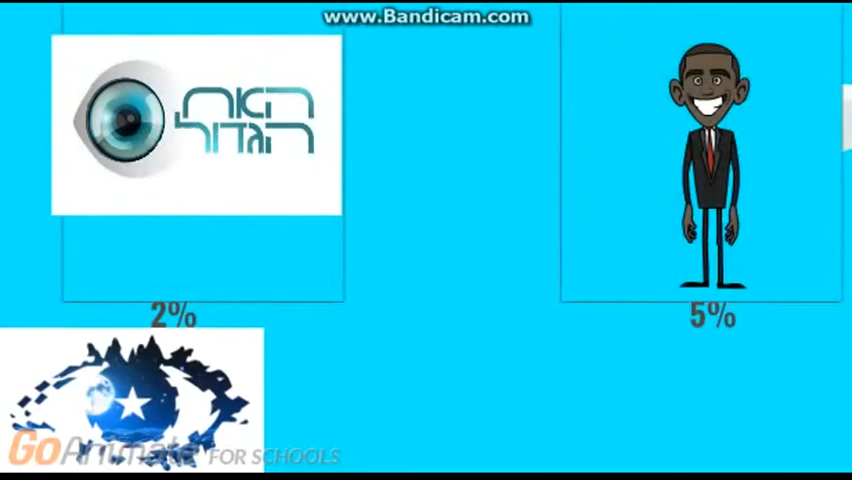 www.Bandicam.com
האח
הגדול
2%
5%
GoAnimate FOR SCHOOLS